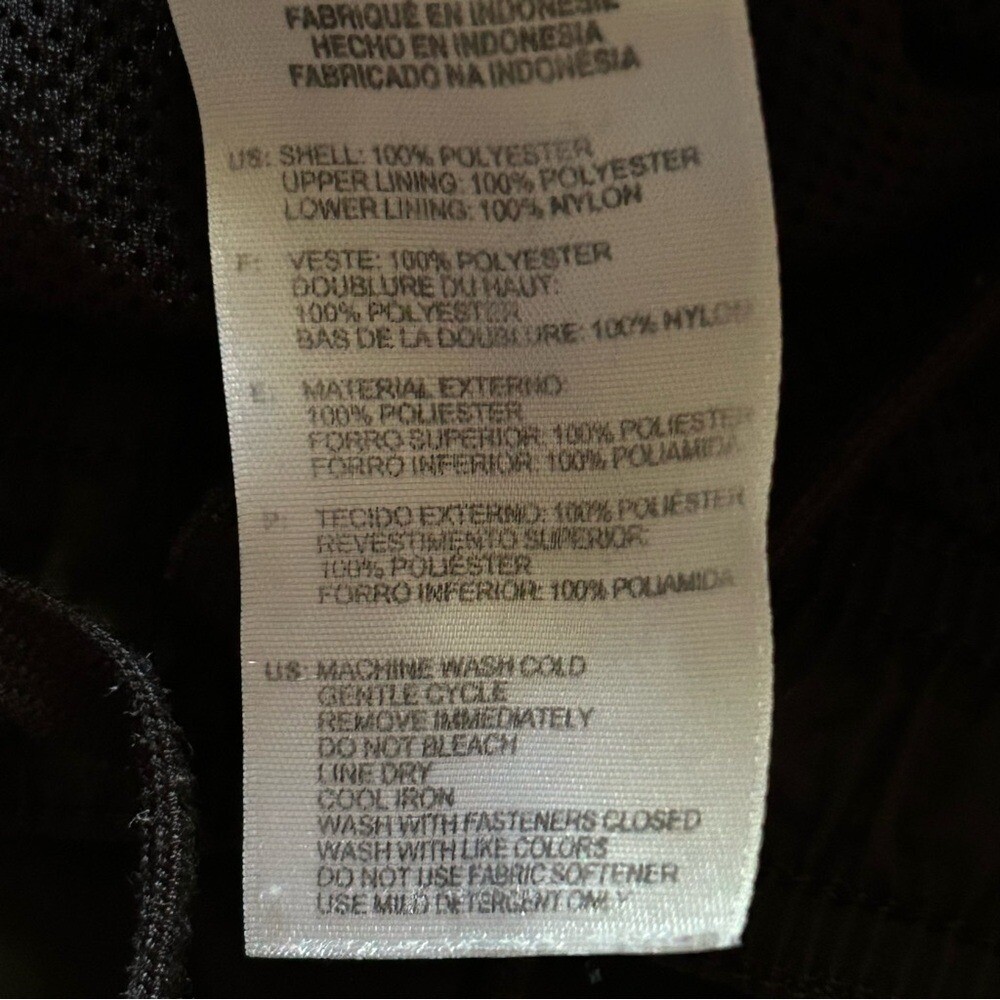 FABRIQUÉ EN INDONÉSIE
HECHO EN INDONESIA
FABRICADO NA INDONÉSIA
US: SHELL: 100% POLYESTER
UPPER LINING: 100% POLYESTER
LOWER LINING: 100% NYLON
F: VESTE: 100% POLYESTER
DOUBLURE DU HAUT:
100% POLYESTER
BAS DE LA DOUBLURE: 100% NYLON
E: MATERIAL EXTERNO:
100% POLIESTER
FORRO SUPERIOR: 100% POLIESTER
FORRO INFERIOR: 100% POLIAMIDA
P: TECIDO EXTERNO: 100% POLIÉSTER
REVESTIMENTO SUPERIOR:
100% POLIÉSTER
FORRO INFERIOR: 100% POLIAMIDA
US: MACHINE WASH COLD
GENTLE CYCLE
REMOVE IMMEDIATELY
DO NOT BLEACH
LINE DRY
COOL IRON
WASH WITH FASTENERS CLOSED
WASH WITH LIKE COLORS
DO NOT USE FABRIC SOFTENER
USE MILD DETERGENT ONLY